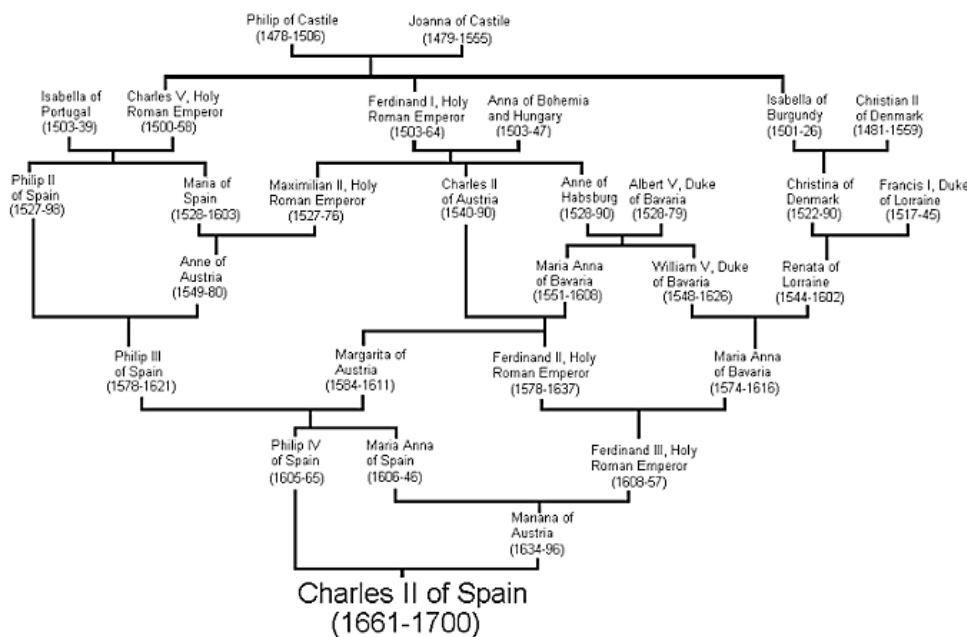 Philip of Castile
(1478-1506)
Joanna of Castile
(1479-1555)
Isabella of
Portugal
(1503-39)
Charles V, Holy
Roman Emperor
(1500-58)
Ferdinand I, Holy
Roman Emperor
(1503-64)
Anna of Bohemia
and Hungary
(1503-47)
Isabella of
Burgundy
(1501-26)
Christian II
of Denmark
(1481-1559)
Philip II
of Spain
(1527-98)
Maria of
Spain
(1528-1603)
Maximilian II, Holy
Roman Emperor
(1527-76)
Charles II
of Austria
(1540-90)
Anne of
Habsburg
(1528-90)
Albert V, Duke
of Bavaria
(1528-79)
Christina of
Denmark
(1522-90)
Francis I, Duke
of Lorraine
(1517-45)
Anne of
Austria
(1549-80)
Maria Anna
of Bavaria
(1551-1608)
William V, Duke
of Bavaria
(1548-1626)
Renata of
Lorraine
(1544-1602)
Philip III
of Spain
(1578-1621)
Margarita of
Austria
(1584-1611)
Ferdinand II, Holy
Roman Emperor
(1578-1637)
Maria Anna
of Bavaria
(1574-1616)
Philip IV
of Spain
(1605-65)
Maria Anna
of Spain
(1606-46)
Ferdinand III, Holy
Roman Emperor
(1608-57)
Mariana of
Austria
(1634-96)
Charles II of Spain
(1661-1700)